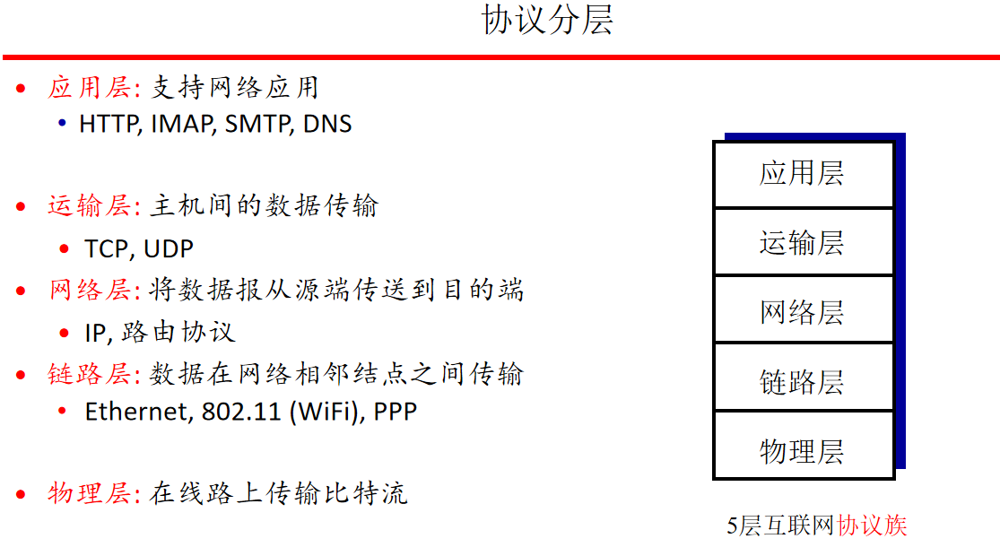 协议分层
应用层: 支持网络应用
HTTP, IMAP, SMTP, DNS
运输层: 主机间的数据传输
TCP, UDP
网络层: 将数据报从源端传送到目的端
IP, 路由协议
链路层: 数据在网络相邻结点之间传输
Ethernet, 802.11 (WiFi), PPP
物理层: 在线路上传输比特流
应用层
运输层
网络层
链路层
物理层
5层互联网协议族